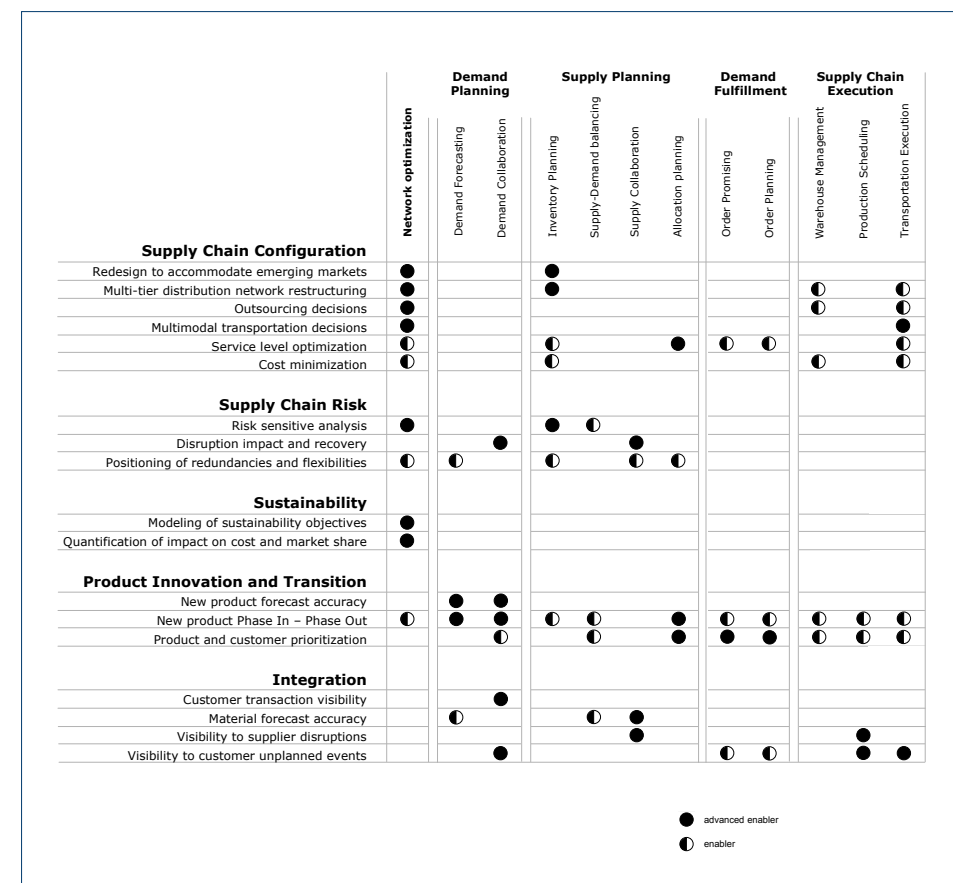 Demand Planning
Supply Planning
Demand Fulfillment
Supply Chain Execution
Network optimization
Demand Forecasting
Demand Collaboration
Inventory Planning
Supply-Demand balancing
Supply Collaboration
Allocation planning
Order Promising
Order Planning
Warehouse Management
Production Scheduling
Transportation Execution
Supply Chain Configuration
Redesign to accommodate emerging markets
Multi-tier distribution network restructuring
Outsourcing decisions
Multimodal transportation decisions
Service level optimization
Cost minimization
Supply Chain Risk
Risk sensitive analysis
Disruption impact and recovery
Positioning of redundancies and flexibilities
Sustainability
Modeling of sustainability objectives
Quantification of impact on cost and market share
Product Innovation and Transition
New product forecast accuracy
New product Phase In – Phase Out
Product and customer prioritization
Integration
Customer transaction visibility
Material forecast accuracy
Visibility to supplier disruptions
Visibility to customer unplanned events
advanced enabler
enabler